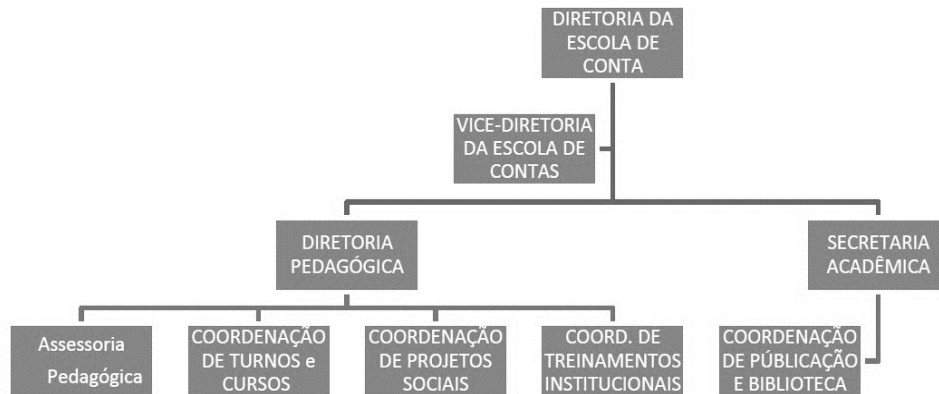 DIRETORIA DA
ESCOLA DE
CONTA
VICE-DIRETORIA
DA ESCOLA DE
CONTAS
DIRETORIA
PEDAGÓGICA
SECRETARIA
ACADÊMICA
Assessoria
Pedagógica
COORDENAÇÃO
DE TURNOS e
CURSOS
COORDENAÇÃO
DE PROJETOS
SOCIAIS
COORD. DE
TREINAMENTOS
INSTITUCIONAIS
COORDENAÇÃO
DE PÚBLICAÇÃO
E BIBLIOTECA